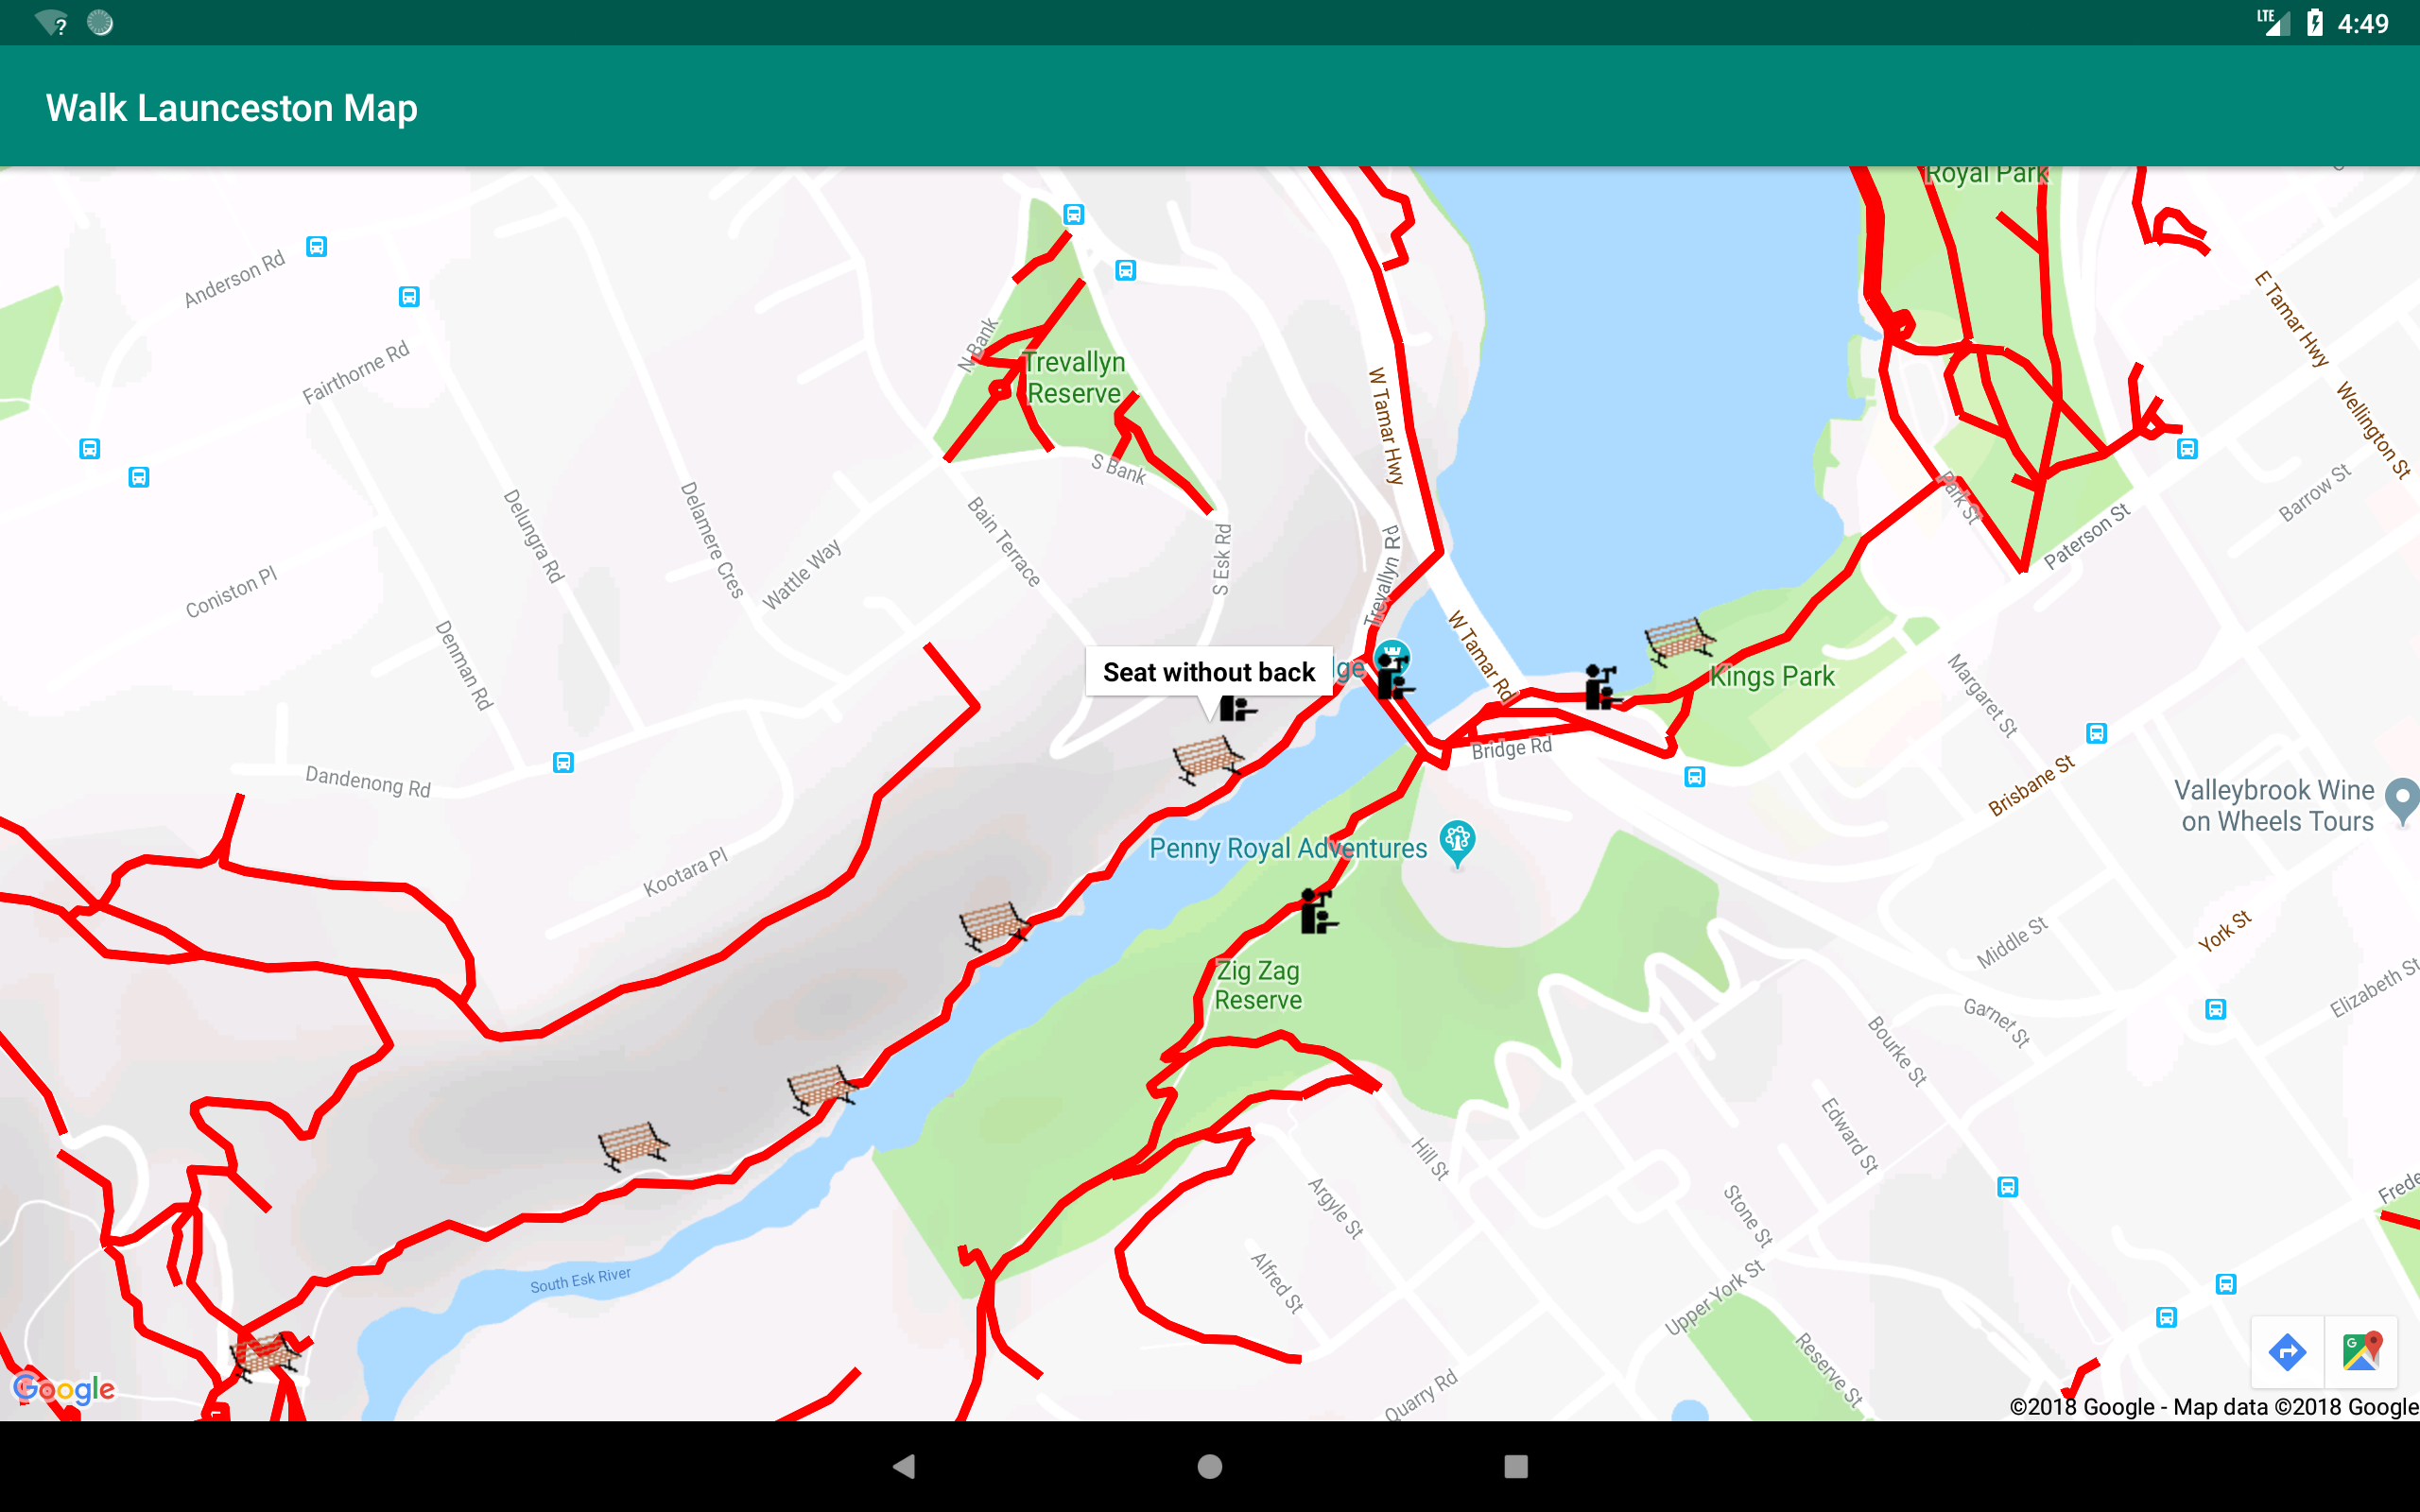 ?
LTE
4:49
Walk Launceston Map
Royal Park
Anderson Rd
E Tamar Hwy
N Bank
Fairthorne Rd
Trevallyn
Reserve
W Tamar Hwy
Wellington St
S Bank
Barrow St
Park St
Paterson St
Delungra Rd
Delamere Cres
Bain Terrace
Wattle Way
S Esk Rd
Trevallyn Rd
Coniston Pl
Denman Rd
W Tamar Rd
Seat without back
Kings Park
Margaret St
Bridge Rd
Brisbane St
Dandenong Rd
Valleybrook Wine
on Wheels Tours
Penny Royal Adventures
Kootara Pl
York St
Middle St
Zig Zag
Reserve
Elizabeth St
Garnet St
Bourke St
Edward St
Hill St
Argyle St
Stone St
Alfred St
South Esk River
Upper York St
Reserve St
Quarry Rd
Google
©2018 Google - Map data ©2018 Google